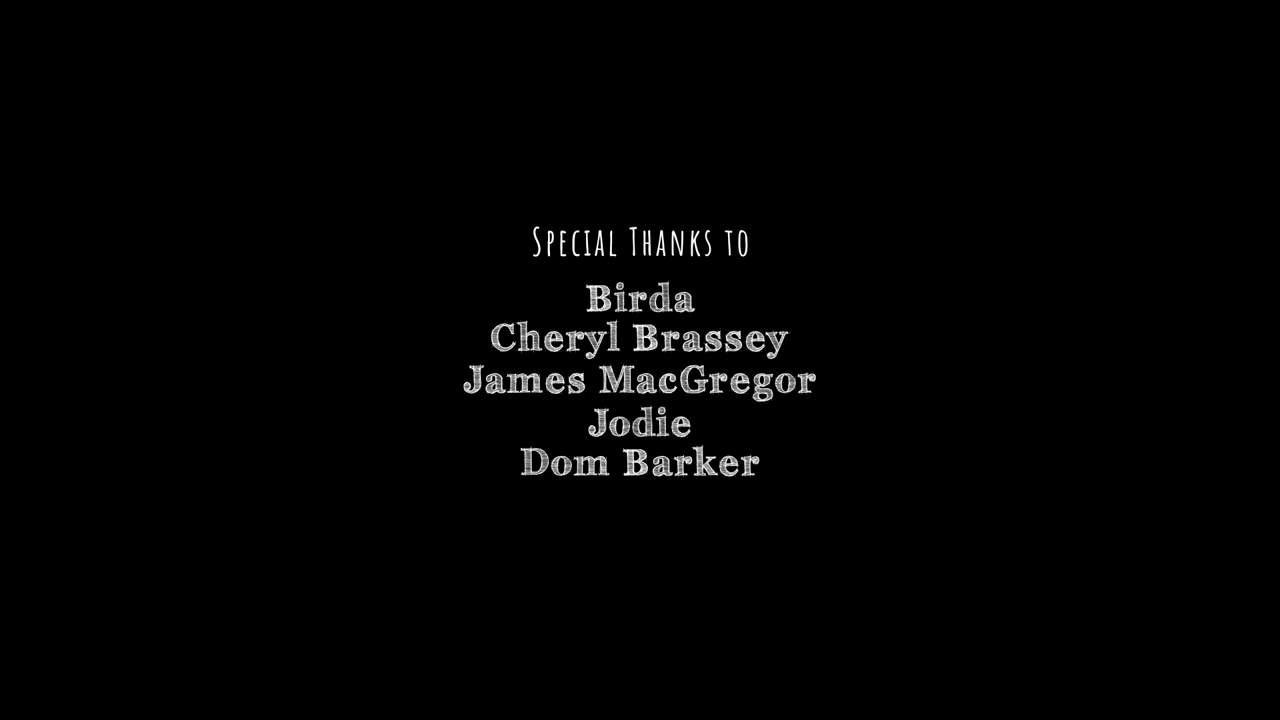 Special Thanks to
Birda
Cheryl Brassey
James MacGregor
Jodie
Dom Barker